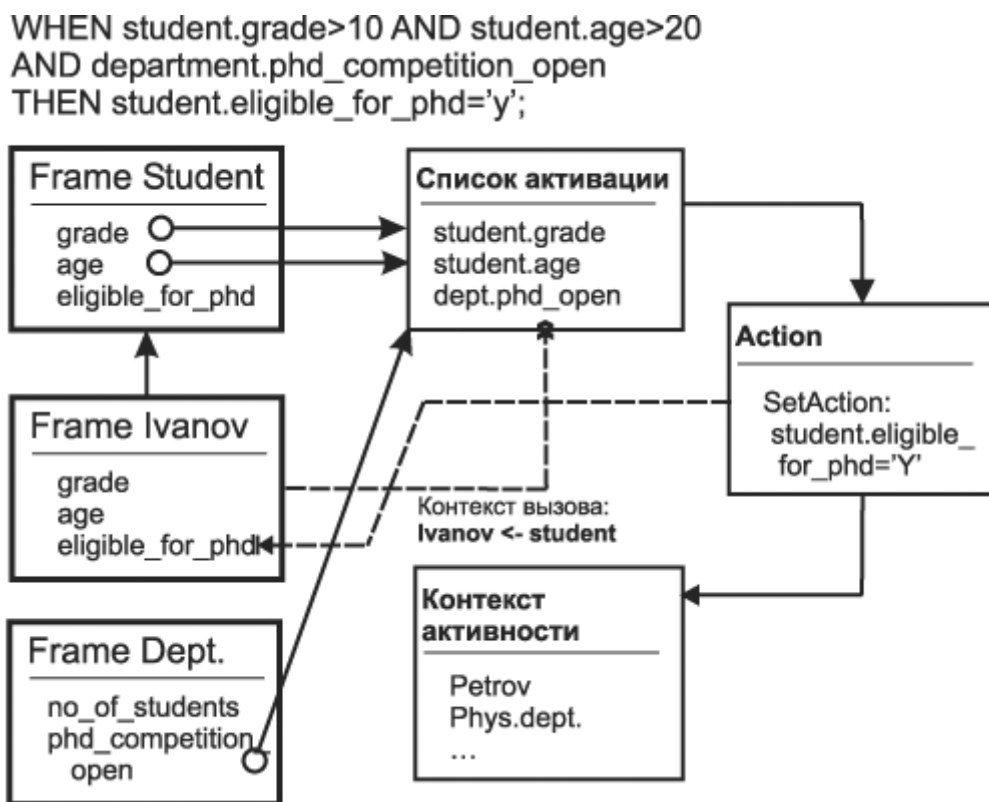 WHEN student.grade>10 AND student.age>20
AND department.phd_competition_open
THEN student.eligible_for_phd='y';
Frame Student
grade
age
eligible_for_phd
Список активации
student.grade
student.age
dept.phd_open
Action
SetAction:
student.eligible_
for_phd='Y'
Frame Ivanov
grade
age
eligible_for_phd
Контекст вызова:
Ivanov <- student
Контекст
активности
Petrov
Phys.dept.
...
Frame Dept.
no_of_students
phd_competition_
open